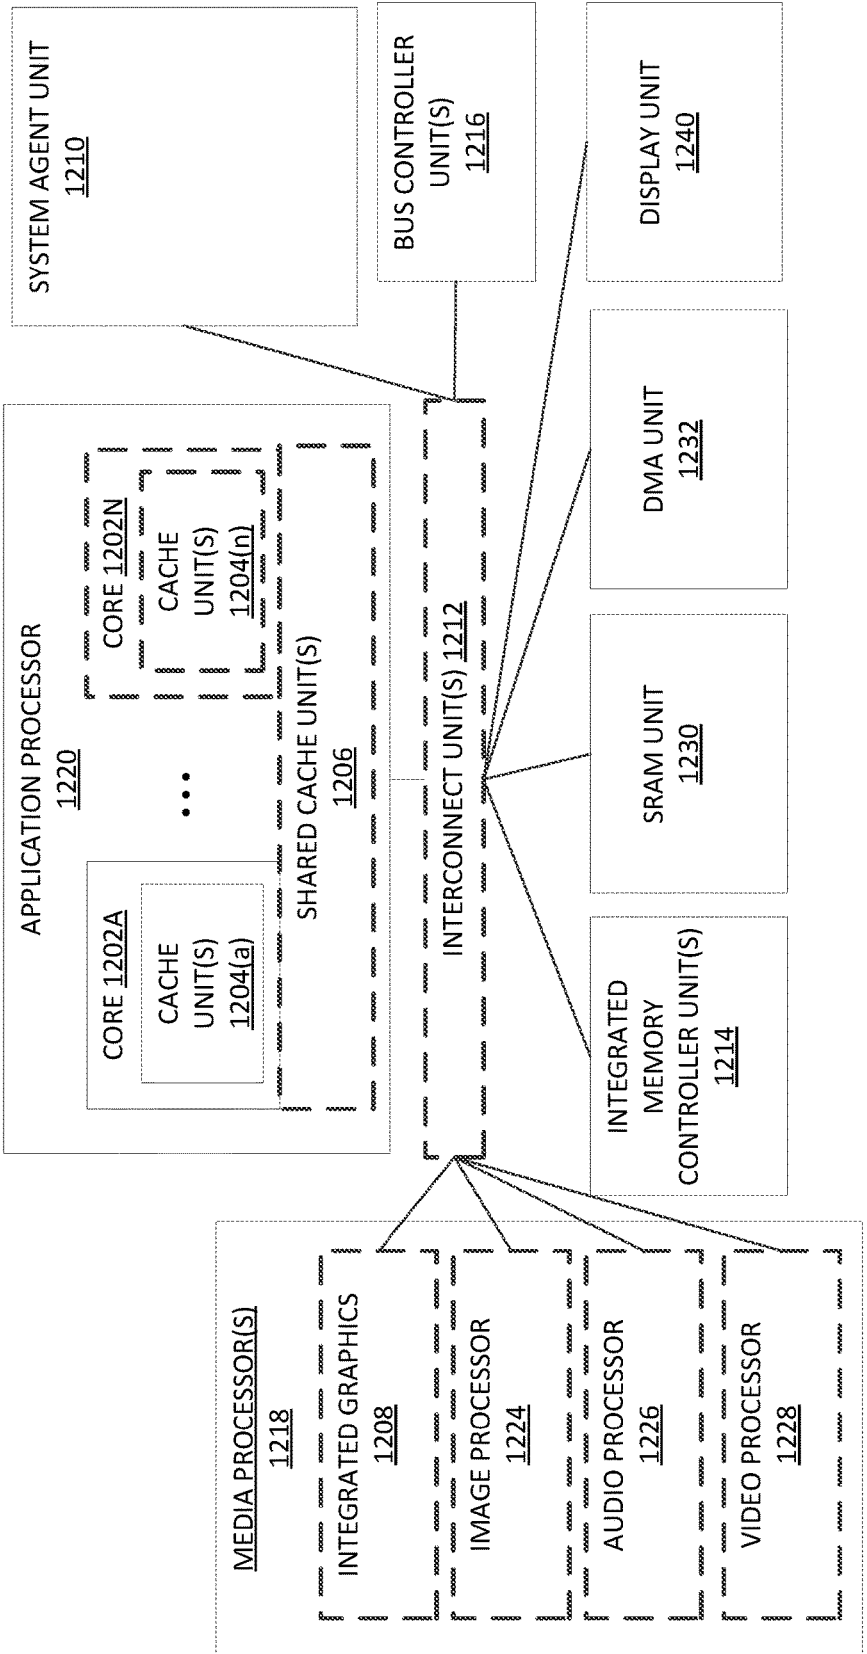 APPLICATION PROCESSOR
1220
CORE 1202A
CACHE
UNIT(S)
1204(a)
CORE 1202N
CACHE
UNIT(S)
1204(n)
SHARED CACHE UNIT(S)
1206
SYSTEM AGENT UNIT
1210
MEDIA PROCESSOR(S)
1218
INTEGRATED GRAPHICS
1208
IMAGE PROCESSOR
1224
AUDIO PROCESSOR
1226
VIDEO PROCESSOR
1228
INTERCONNECT UNIT(S) 1212
BUS CONTROLLER
UNIT(S)
1216
INTEGRATED
MEMORY
CONTROLLER UNIT(S)
1214
SRAM UNIT
1230
DMA UNIT
1232
DISPLAY UNIT
1240